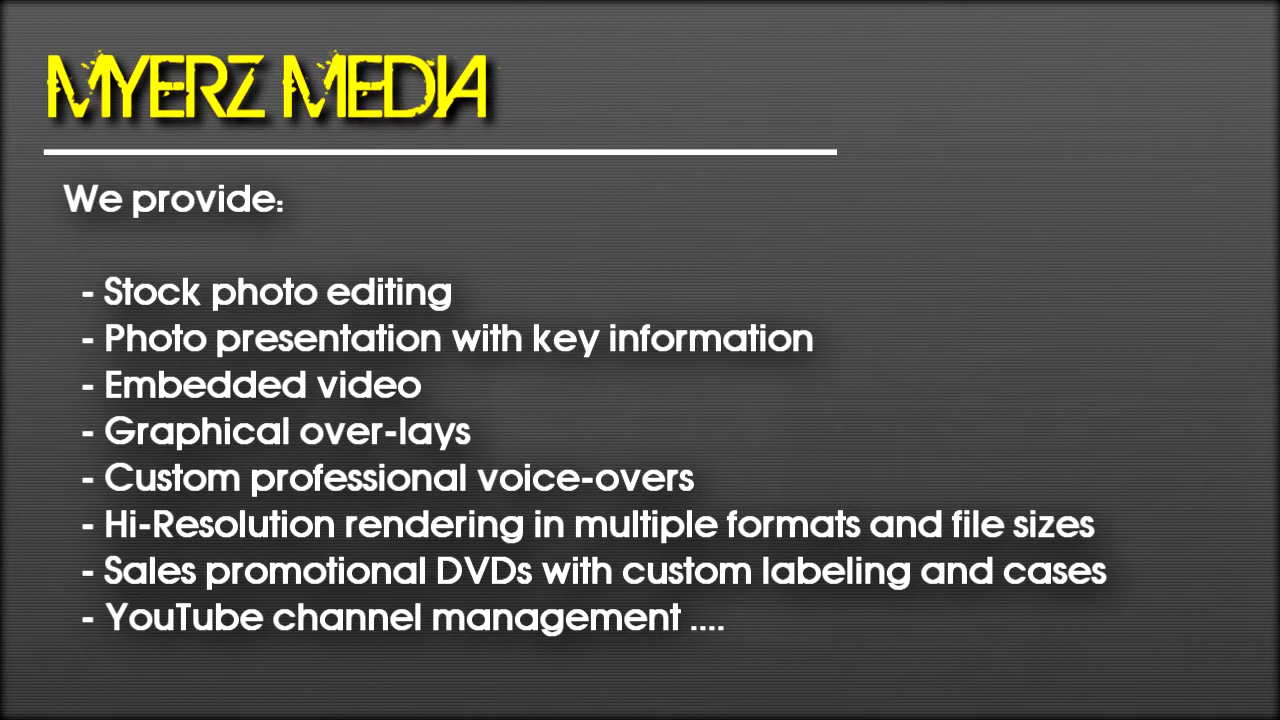 MYERZ MEDIA
We provide:
- Stock photo editing
- Photo presentation with key information
- Embedded video
- Graphical over-lays
- Custom professional voice-overs
- Hi-Resolution rendering in multiple formats and file sizes
- Sales promotional DVDs with custom labeling and cases
- YouTube channel management ....